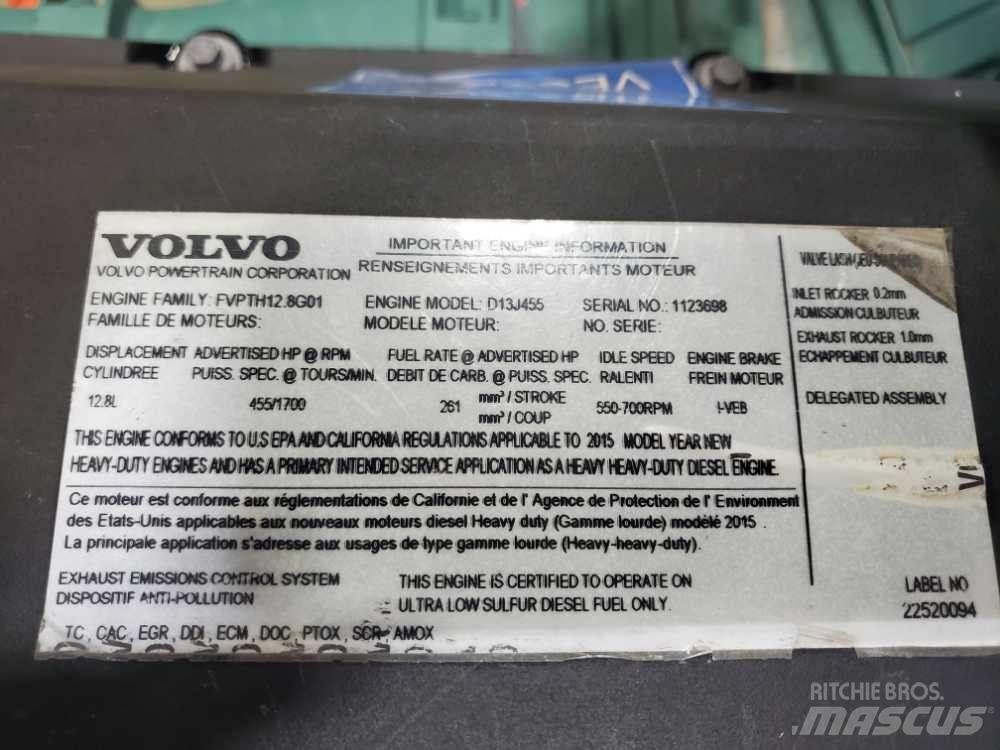 VOLVO
VOLVO POWERTRAIN CORPORATION
IMPORTANT ENGINE INFORMATION
RENSEIGNEMENTS IMPORTANTS MOTEUR
ENGINE FAMILY: FVPTH12.8G01 ENGINE MODEL: D13J455 SERIAL NO.: 1123698
FAMILLE DE MOTEURS: MODELE MOTEUR: NO. SERIE:
DISPLACEMENT ADVERTISED HP @ RPM FUEL RATE @ ADVERTISED HP IDLE SPEED ENGINE BRAKE
CYLINDREE PUISS. SPEC. @ TOURS/MIN. DEBIT DE CARB. @ PUISS. SPEC. RALENTI FREIN MOTEUR
12.8L 455/1700 261 mm³ / STROKE 550-700RPM I-VEB
mm³ / COUP
THIS ENGINE CONFORMS TO U.S EPA AND CALIFORNIA REGULATIONS APPLICABLE TO 2015 MODEL YEAR NEW
HEAVY-DUTY ENGINES AND HAS A PRIMARY INTENDED SERVICE APPLICATION AS A HEAVY HEAVY-DUTY DIESEL ENGINE.
Ce moteur est conforme aux réglementations de Californie et de l' Agence de Protection de l' Environment
des Etats-Unis applicables aux nouveaux moteurs diesel Heavy duty (Gamme lourde) modélé 2015 .
La principale application s'adresse aux usages de type gamme lourde (Heavy-heavy-duty).
EXHAUST EMISSIONS CONTROL SYSTEM THIS ENGINE IS CERTIFIED TO OPERATE ON
DISPOSITIF ANTI-POLLUTION ULTRA LOW SULFUR DIESEL FUEL ONLY.
TC , CAC , EGR , DDI , ECM , DOC , PTOX , SCR- AMOX
VALVE LASH
INLET ROCKER 0.2mm
ADMISSION CULBUTEUR
EXHAUST ROCKER 1.0mm
ECHAPPEMENT CULBUTEUR
DELEGATED ASSEMBLY
LABEL NO
22520094
RITCHIE BROS.
MASCUS